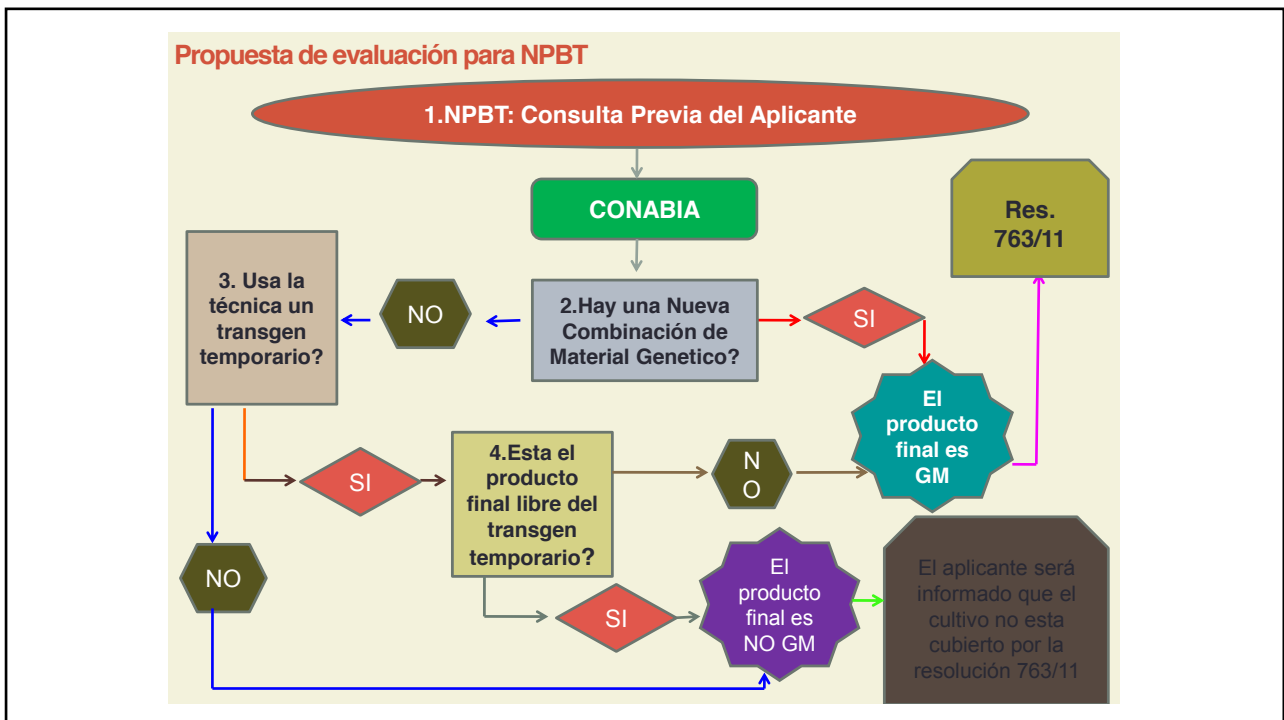 Propuesta de evaluación para NPBT
1.NPBT: Consulta Previa del Aplicante
CONABIA
Res.
763/11
3. Usa la
técnica un
transgen
temporario?
NO
2.Hay una Nueva
Combinación de
Material Genetico?
SI
El
producto
final es
GM
SI
4.Esta el
producto
final libre del
transgen
temporario?
N
O
NO
SI
El
producto
final es
NO GM
El aplicante será
informado que el
cultivo no esta
cubierto por la
resolución 763/11